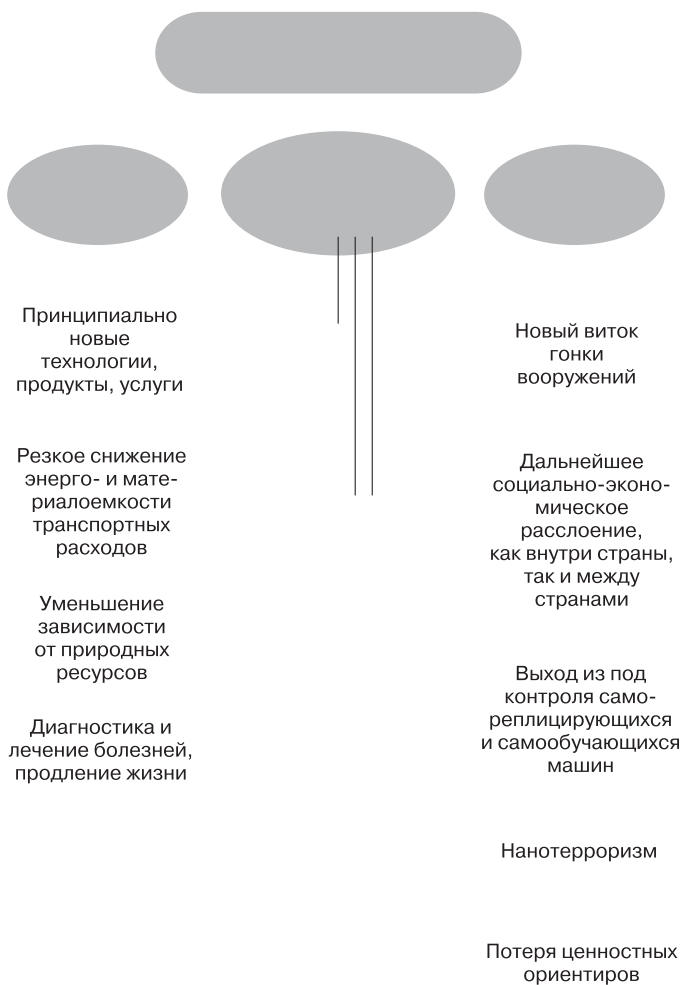 Принципиально
новые
технологии,
продукты, услуги
Резкое снижение
энерго- и мате-
риалоемкости
транспортных
расходов
Уменьшение
зависимости
от природных
ресурсов
Диагностика и
лечение болезней,
продление жизни
Новый виток
гонки
вооружений
Дальнейшее
социально-эконо-
мическое
расслоение,
как внутри страны,
так и между
странами
Выход из под
контроля само-
реплицирующихся
и самообучающихся
машин
Нанотерроризм
Потеря ценностных
ориентиров